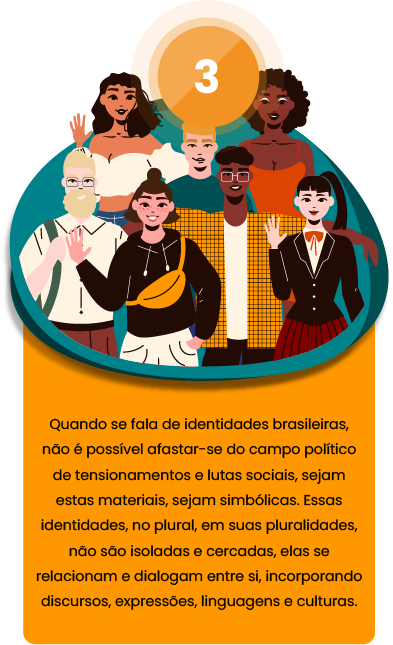 3
Quando se fala de identidades brasileiras,
não é possível afastar-se do campo político
de tensionamentos e lutas sociais, sejam
estas materiais, sejam simbólicas. Essas
identidades, no plural, em suas pluralidades,
não são isoladas e cercadas, elas se
relacionam e dialogam entre si, incorporando
discursos, expressões, linguagens e culturas.